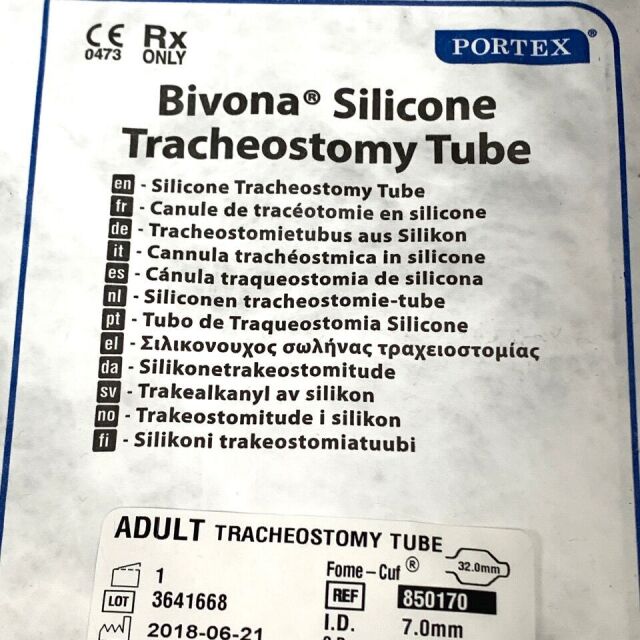 CE 0473
Rx ONLY
PORTEX®
Bivona® Silicone
Tracheostomy Tube
en - Silicone Tracheostomy Tube
fr - Canule de tracéotomie en silicone
de - Tracheostomietubus aus Silikon
it - Cannula trachéostmica in silicone
es - Cánula traqueostomia de silicona
nl - Siliconen tracheostomie-tube
pt - Tubo de Traqueostomia Silicone
el - Σιλικονουχος σωλήνας τραχειοστομίας
da - Silikonetrakeostomitude
sv - Trakealkanyl av silikon
no - Trakeostomitude i silikon
fi - Silikoni trakeostomiatuubi
ADULT TRACHEOSTOMY TUBE
1
Fome-Cuf® 32.0mm
LOT 3641668
REF 850170
2018-06-21
I.D. 7.0mm